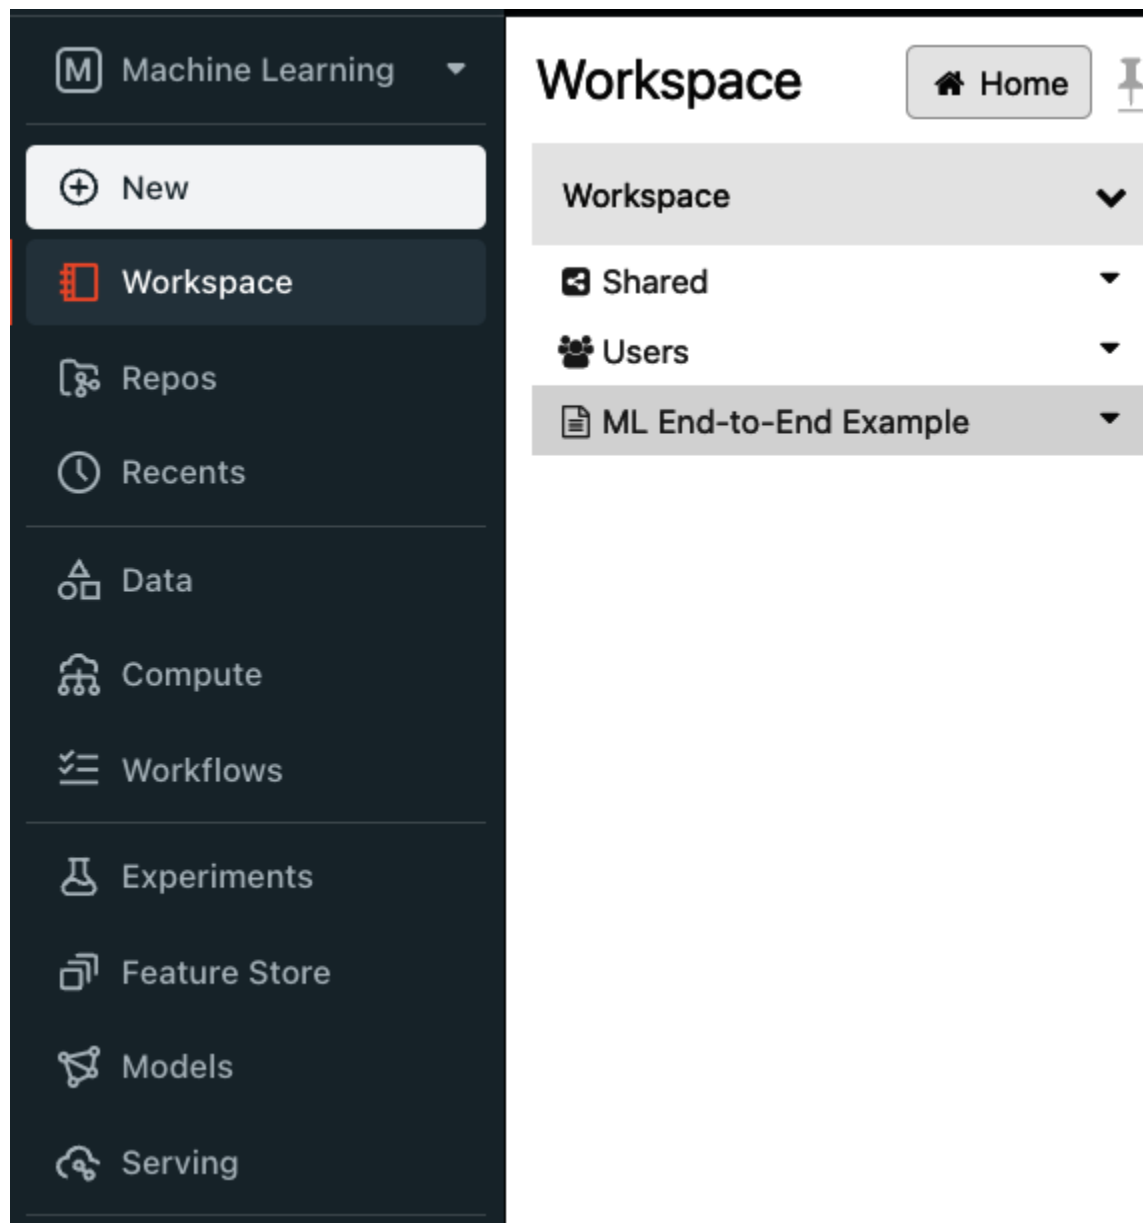 M Machine Learning
New
Workspace
Repos
Recents
Data
Compute
Workflows
Experiments
Feature Store
Models
Serving
Workspace
Home
Workspace
Shared
Users
ML End-to-End Example